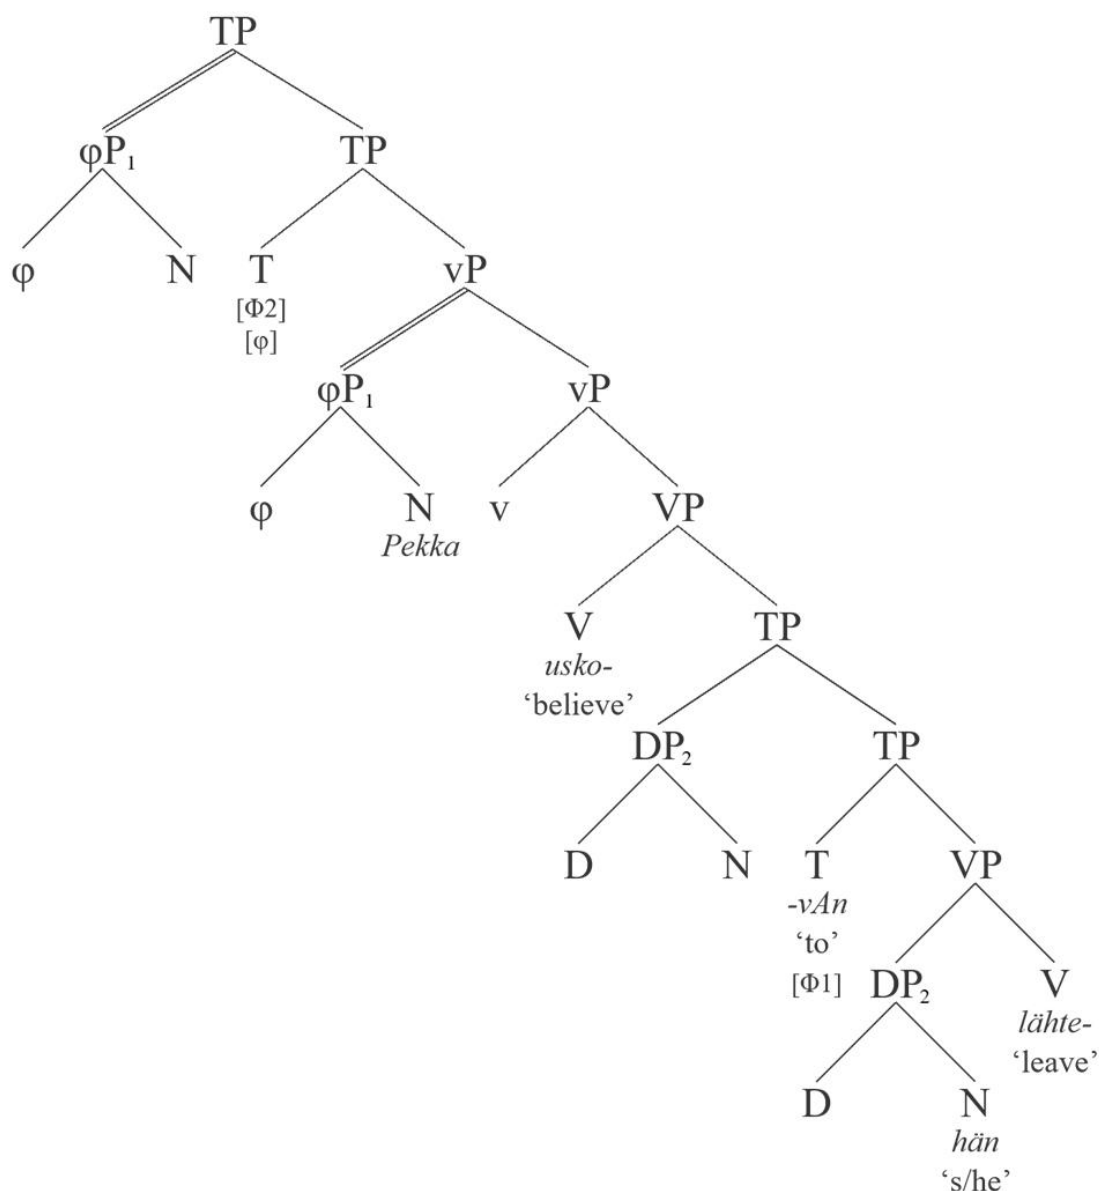 TP
φP₁ TP
φ N T vP
[Φ2]
[φ]
φP₁ vP
φ N v VP
Pekka
V TP
usko-
‘believe’
DP₂ TP
D N T VP
-vAn
‘to’
[Φ1] DP₂ V
lähte-
‘leave’
D N
hän
‘s/he’